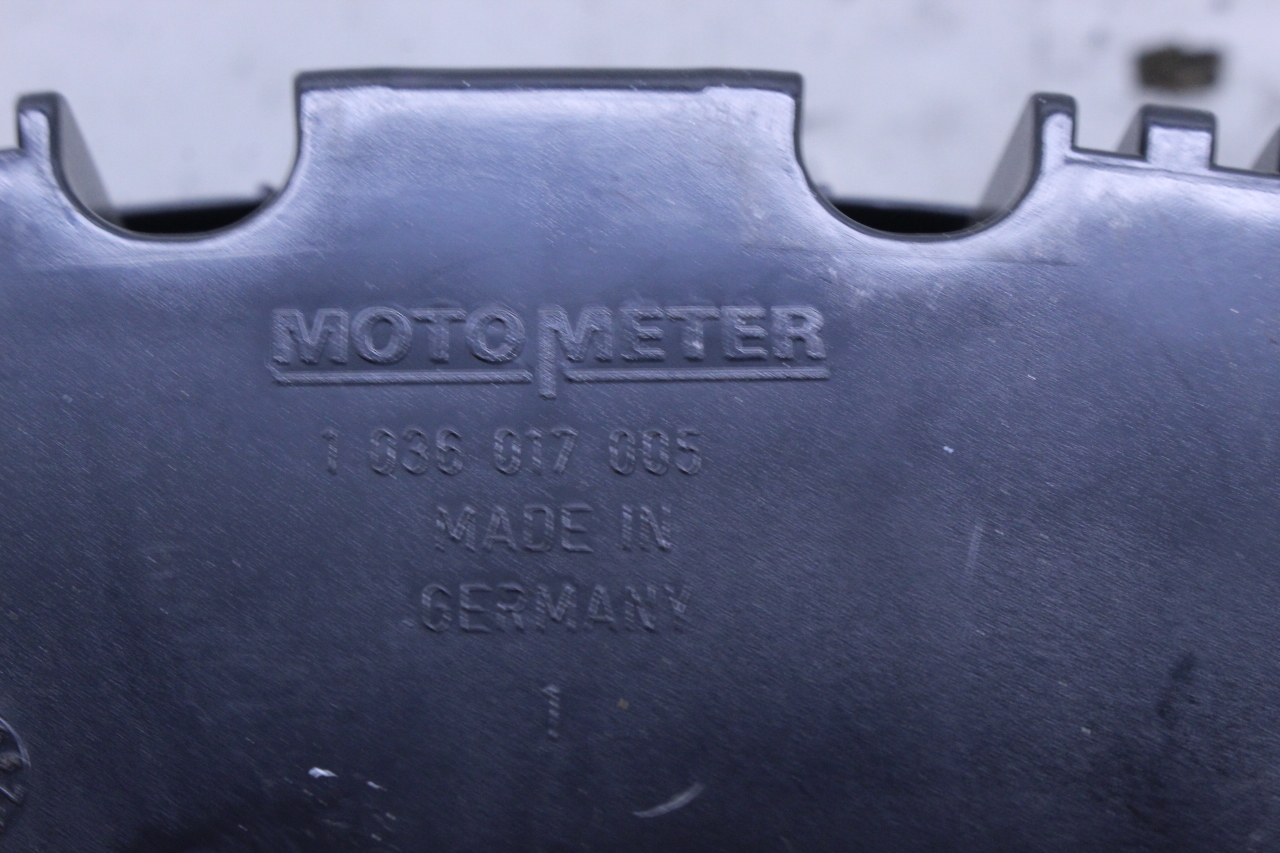 MOTOMETER
1 036 017 005
MADE IN
GERMANY
1